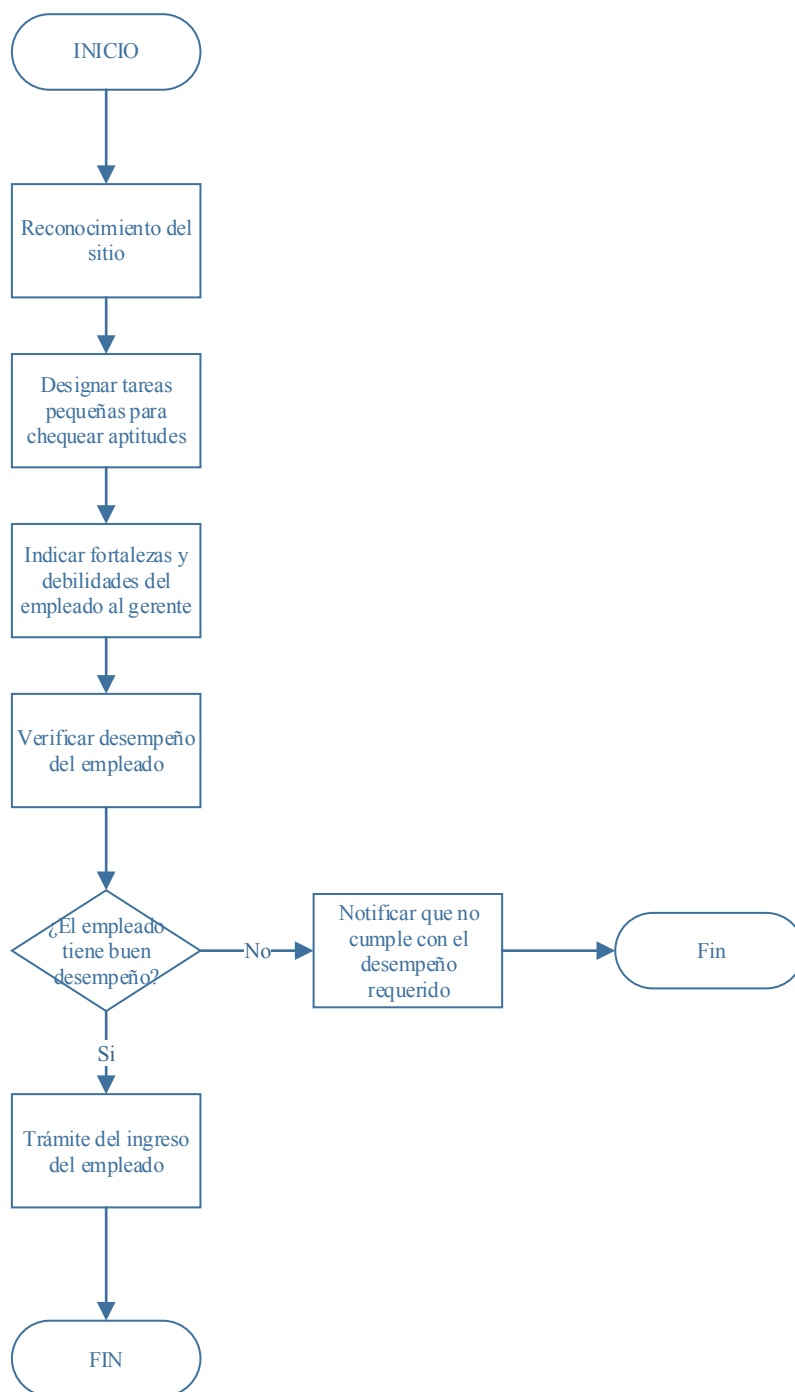 INICIO
Reconocimiento del
sitio
Designar tareas
pequeñas para
chequear aptitudes
Indicar fortalezas y
debilidades del
empleado al gerente
Verificar desempeño
del empleado
¿El empleado
tiene buen
desempeño?
No
Notificar que no
cumple con el
desempeño
requerido
Fin
Si
Trámite del ingreso
del empleado
FIN